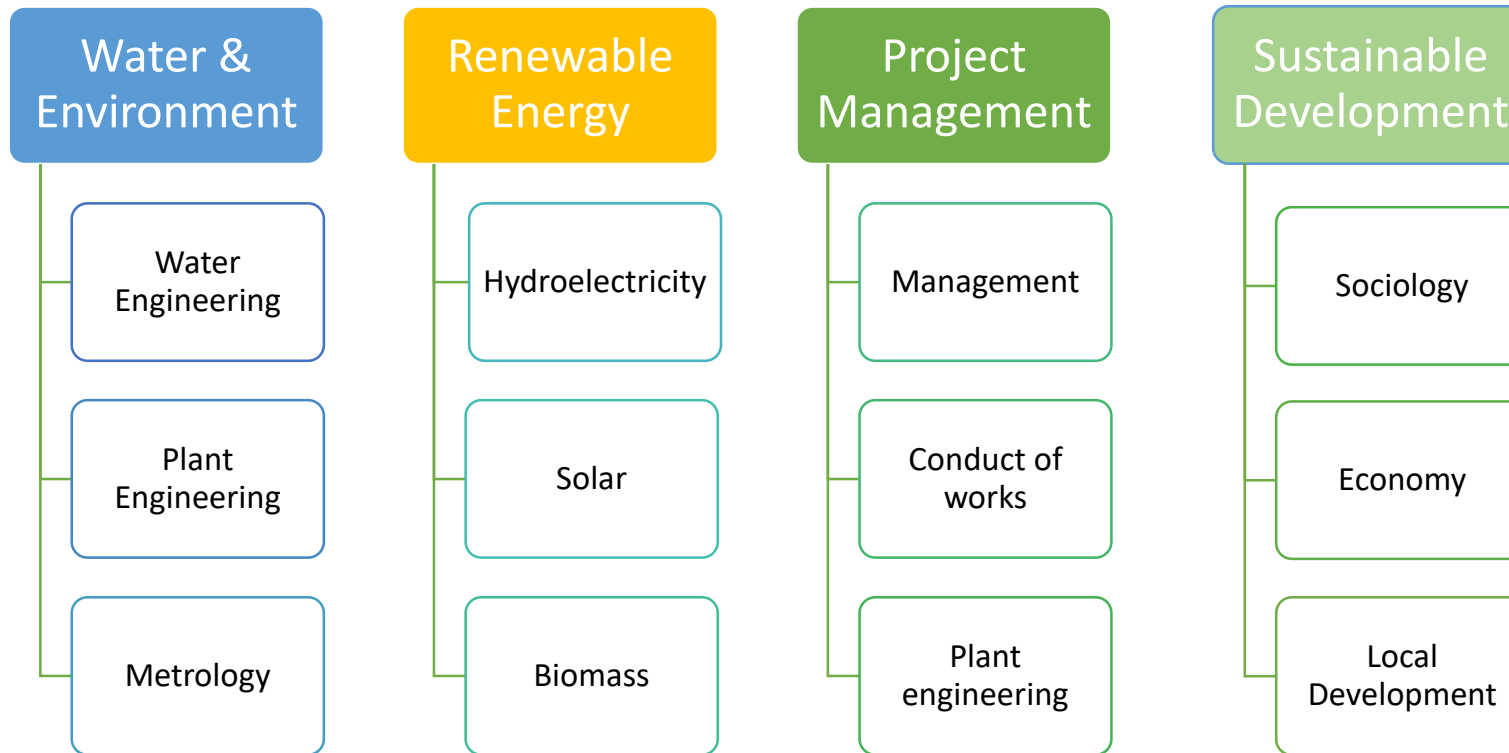 Water &
Environment
Water
Engineering
Plant
Engineering
Metrology
Renewable
Energy
Hydroelectricity
Solar
Biomass
Project
Management
Management
Conduct of
works
Plant
engineering
Sustainable
Development
Sociology
Economy
Local
Development